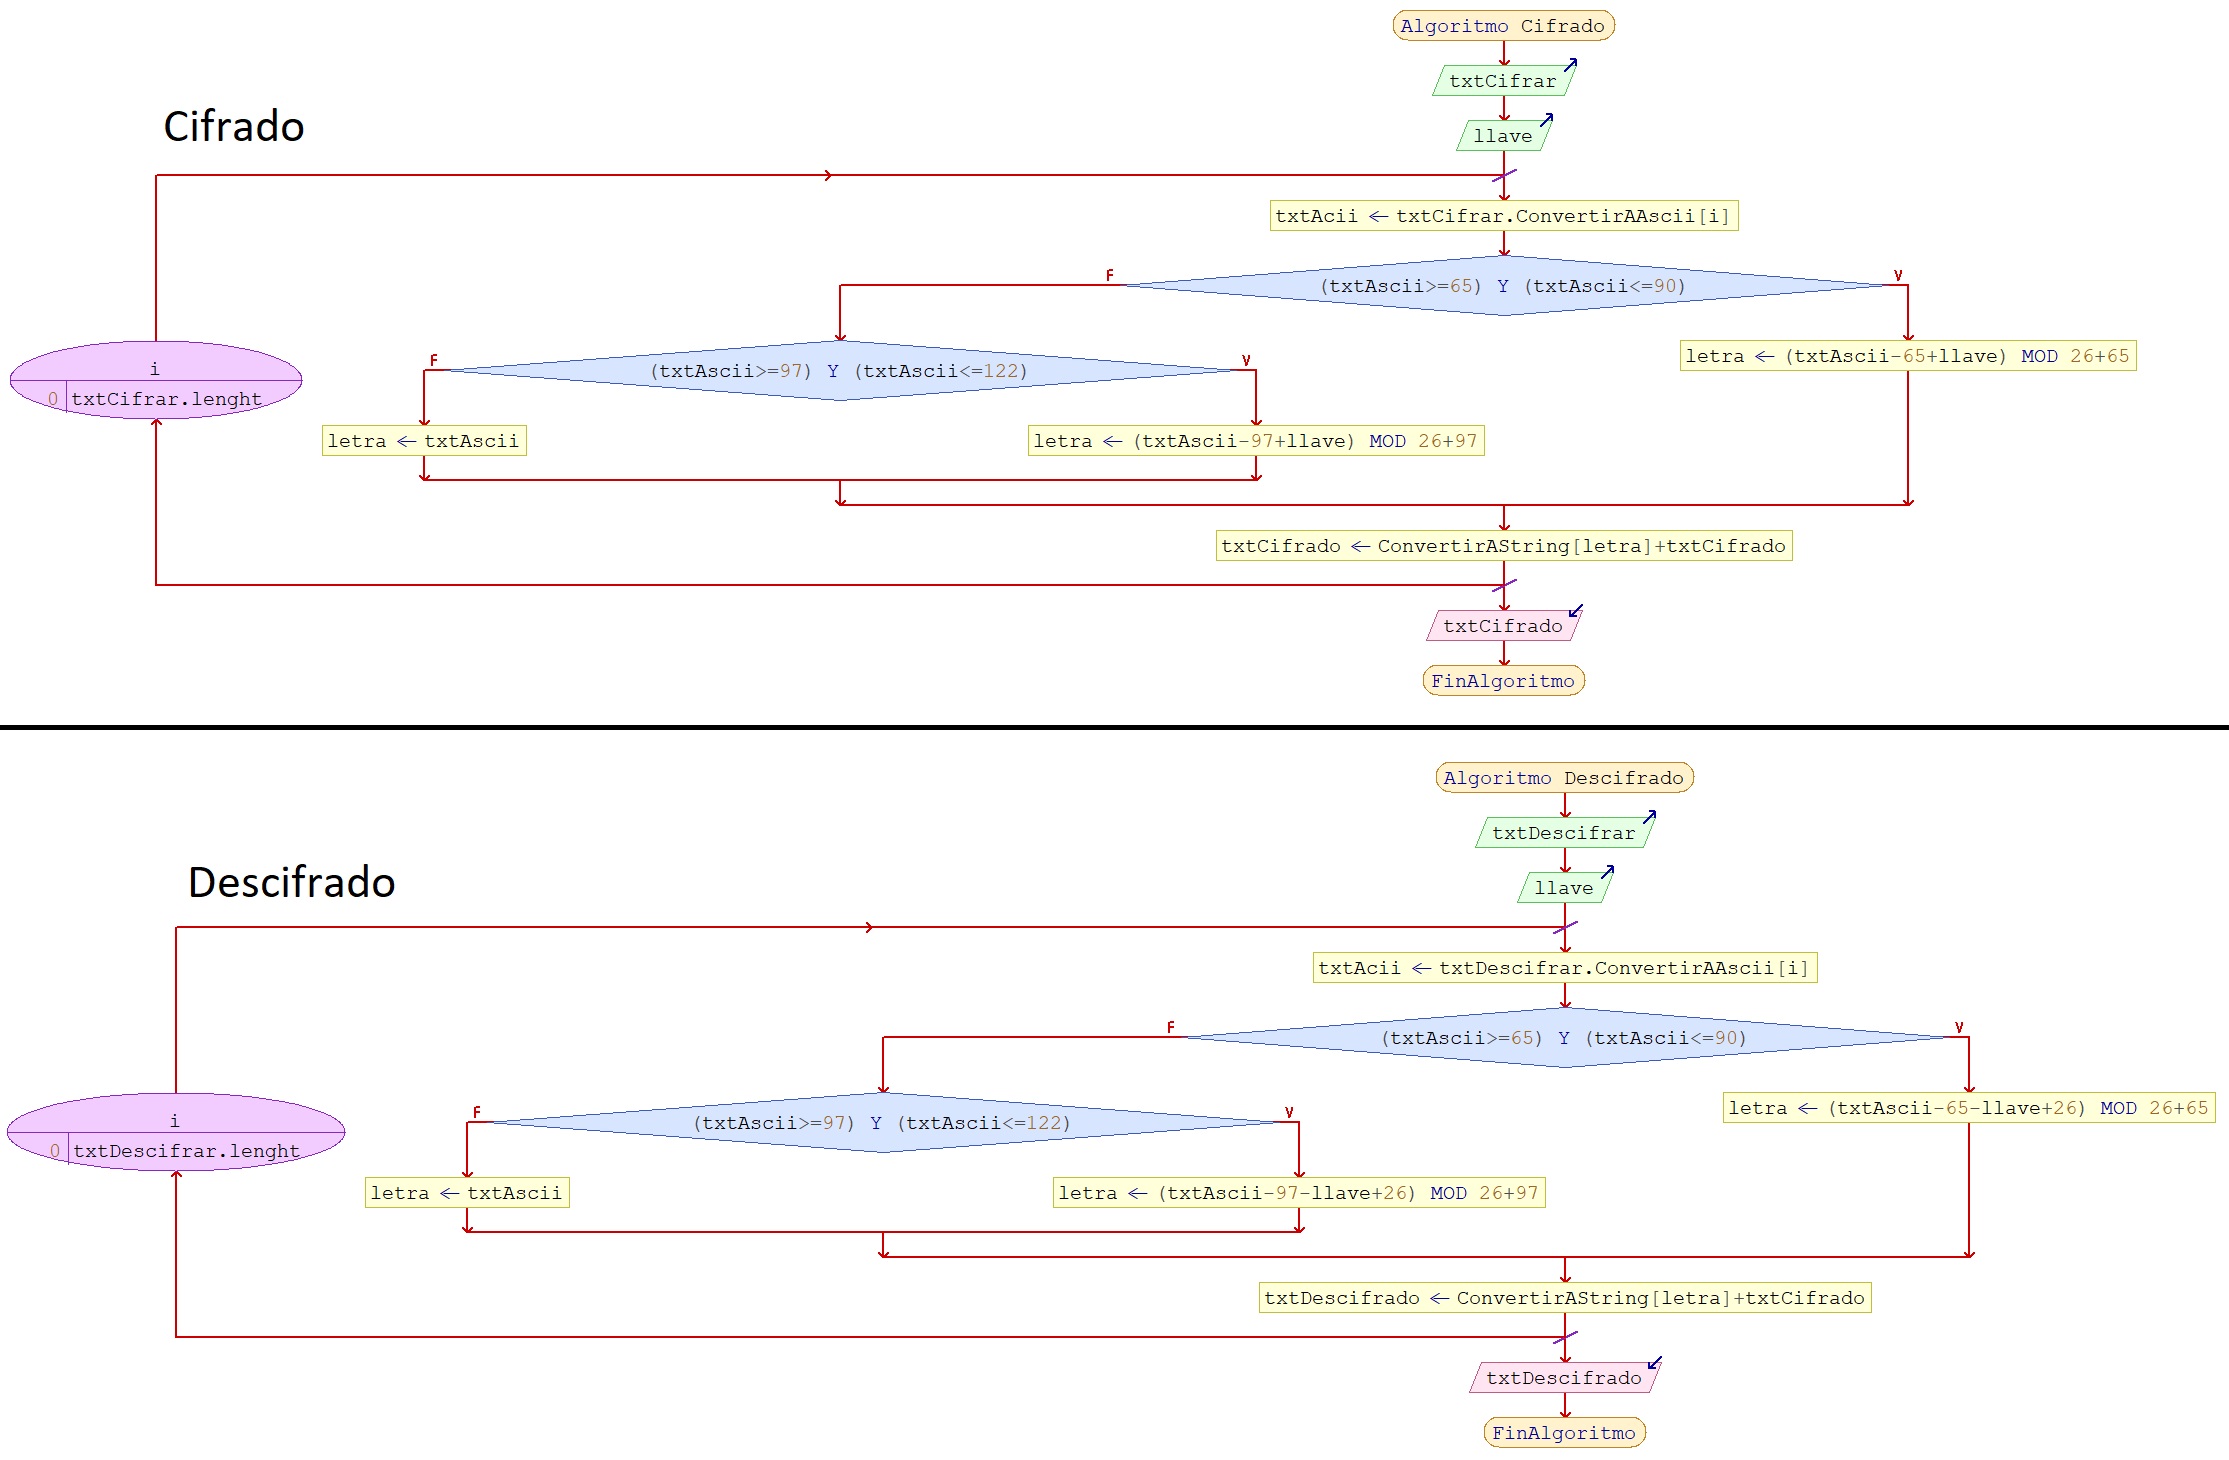 Algoritmo Cifrado
txtCifrar
Cifrado
llave
txtAcii ← txtCifrar.ConvertirAAscii[i]
F
V
(txtAscii>=65) Y (txtAscii<=90)
i
0 txtCifrar.lenght
F
V
(txtAscii>=97) Y (txtAscii<=122)
letra ← (txtAscii-65+llave) MOD 26+65
letra ← txtAscii
letra ← (txtAscii-97+llave) MOD 26+97
txtCifrado ← ConvertirAString[letra]+txtCifrado
txtCifrado
FinAlgoritmo
Algoritmo Descifrado
txtDescifrar
Descifrado
llave
txtAcii ← txtDescifrar.ConvertirAAscii[i]
F
V
(txtAscii>=65) Y (txtAscii<=90)
i
0 txtDescifrar.lenght
F
V
(txtAscii>=97) Y (txtAscii<=122)
letra ← (txtAscii-65-llave+26) MOD 26+65
letra ← txtAscii
letra ← (txtAscii-97-llave+26) MOD 26+97
txtDescifrado ← ConvertirAString[letra]+txtCifrado
txtDescifrado
FinAlgoritmo